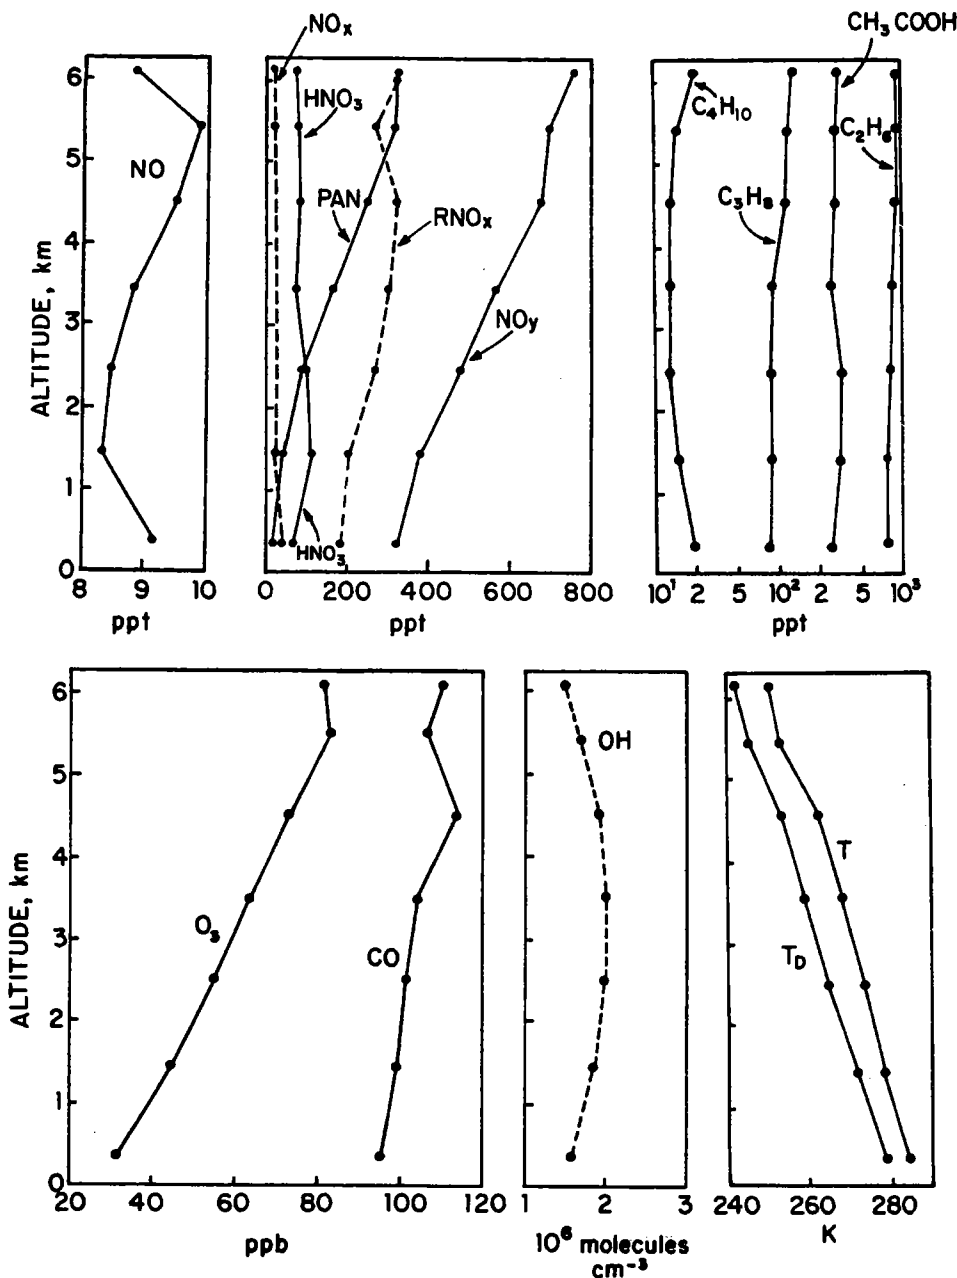 NOₓ
CH₃COOH
6
5
4
3
2
1
0
ALTITUDE, km
NO
HNO₃
PAN
RNOₓ
NOy
HNO₃
C₄H₁₀
C₃H₈
C₂H₆
8 9 10
ppt
0 200 400 600 800
ppt
10¹ 2 5 10² 2 5 10³
ppt
6
5
4
3
2
1
0
ALTITUDE, km
O₃
CO
OH
T
T_D
20 40 60 80 100 120
ppb
1 2 3
10⁶ molecules
cm⁻³
240 260 280
K